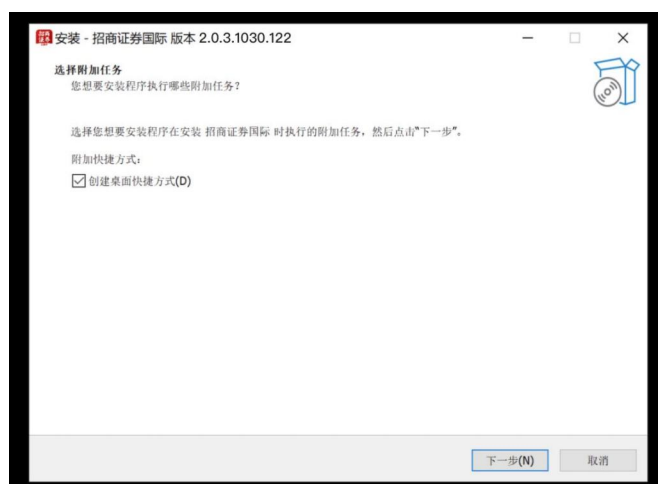 安装 - 招商证券国际 版本 2.0.3.1030.122
选择附加任务
您想要安装程序执行哪些附加任务?
选择您想要安装程序在安装 招商证券国际 时执行的附加任务，然后点击"下一步"。
附加快捷方式:
创建桌面快捷方式(D)
下一步(N)
取消